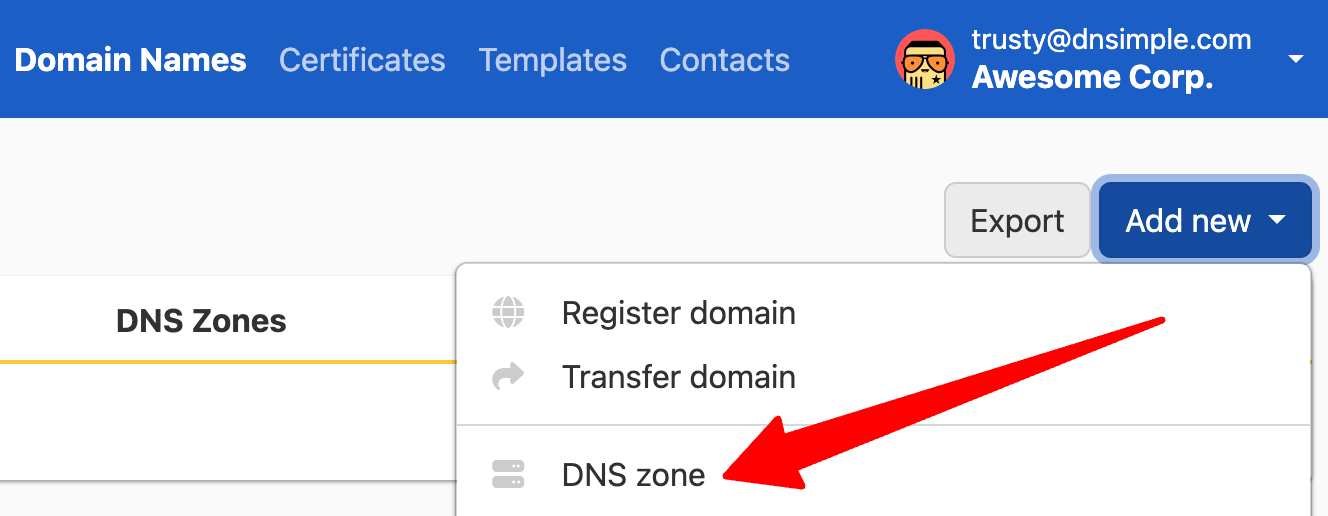 Domain Names Certificates Templates Contacts
trusty@dnsimple.com
Awesome Corp.
Export Add new
DNS Zones
Register domain
Transfer domain
DNS zone